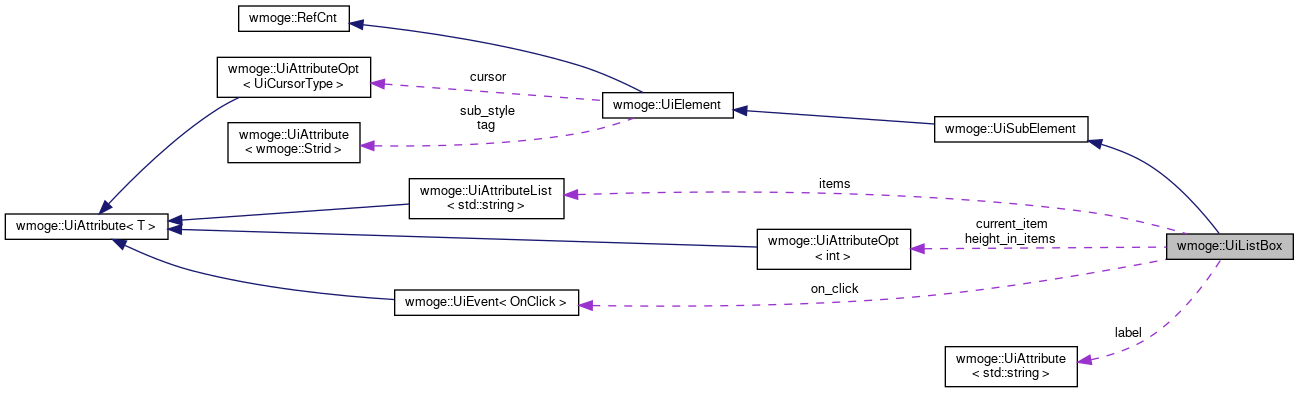 wmoge::RefCnt
wmoge::UiAttributeOpt
< UiCursorType >
cursor
wmoge::UiElement
sub_style
tag
wmoge::UiAttribute
< wmoge::Strid >
wmoge::UiSubElement
wmoge::UiAttributeList
< std::string >
items
wmoge::UiAttribute< T >
wmoge::UiAttributeOpt
< int >
current_item
height_in_items
wmoge::UiListBox
wmoge::UiEvent< OnClick >
on_click
label
wmoge::UiAttribute
< std::string >